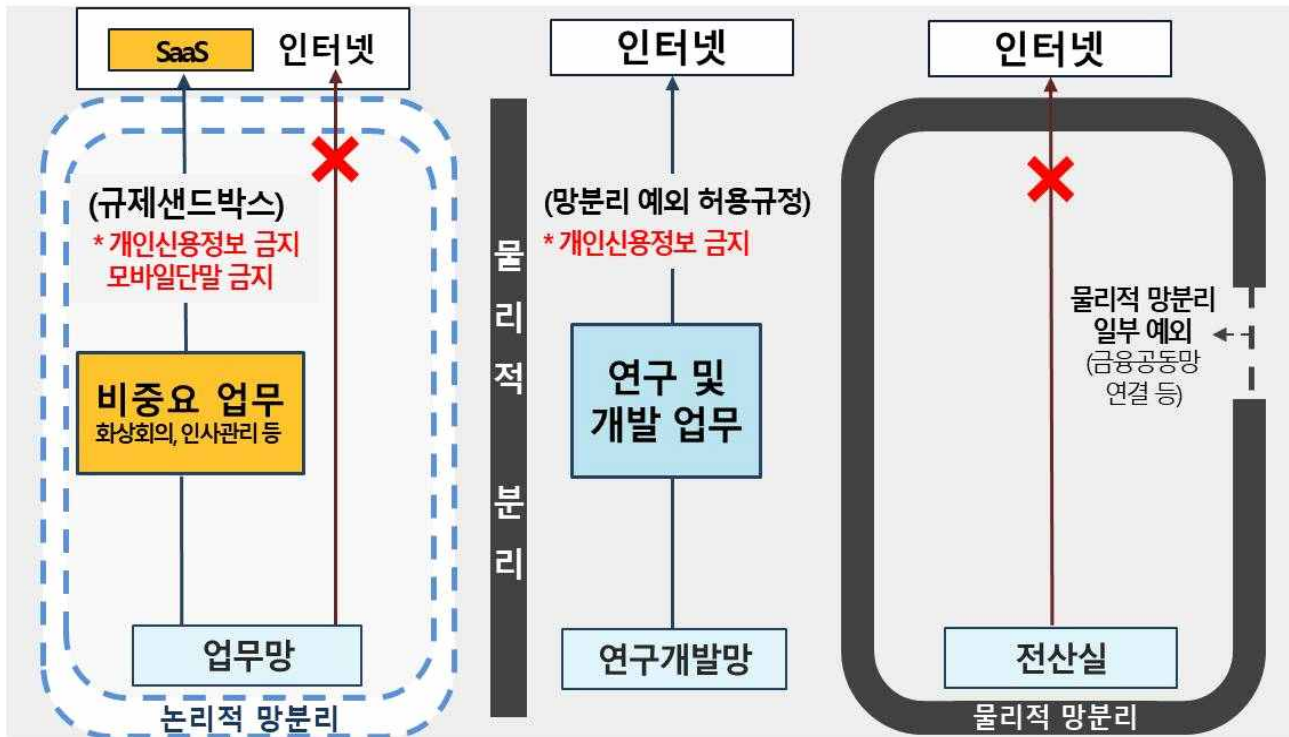 SaaS 인터넷
(규제샌드박스)
* 개인신용정보 금지
모바일단말 금지
비중요 업무
화상회의, 인사관리 등
업무망
논리적 망분리
물리적 분리
인터넷
(망분리 예외 허용규정)
* 개인신용정보 금지
연구 및
개발 업무
연구개발망
인터넷
물리적 망분리
일부 예외
(금융공동망
연결 등)
전산실
물리적 망분리